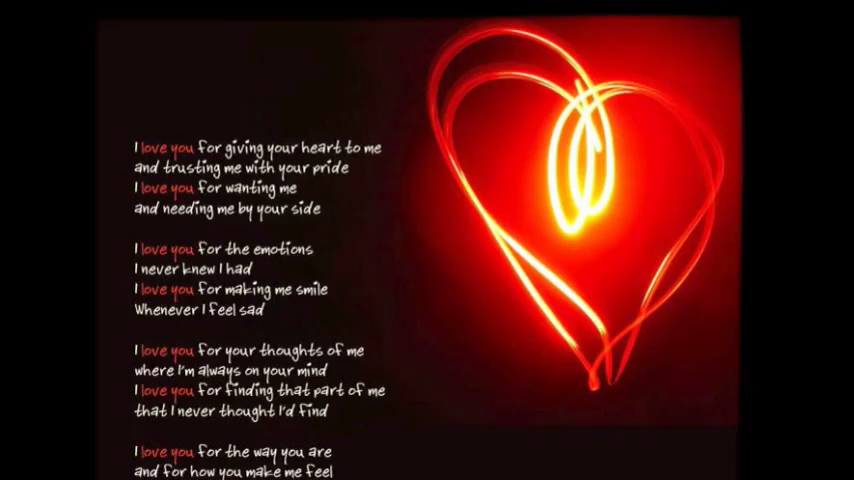 I love you for giving your heart to me
and trusting me with your pride
I love you for wanting me
and needing me by your side
I love you for the emotions
I never knew I had
I love you for making me smile
Whenever I feel sad
I love you for your thoughts of me
where I'm always on your mind
I love you for finding that part of me
that I never thought I'd find
I love you for the way you are
and for how you make me feel